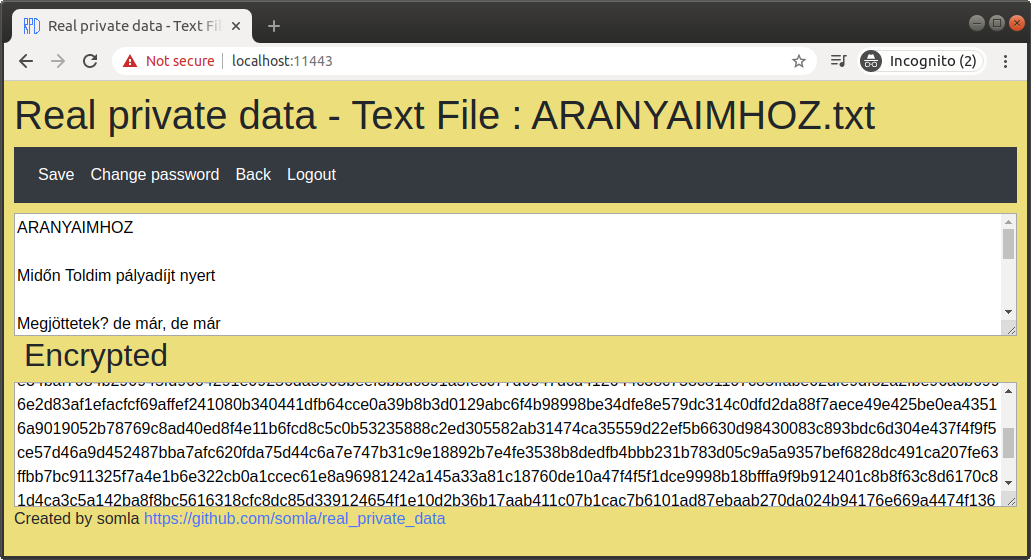 RPD Real private data - Text Fil
Not secure localhost:11443 Incognito (2)
Real private data - Text File : ARANYAIMHOZ.txt
Save Change password Back Logout
ARANYAIMHOZ
Midőn Toldim pályadíjt nyert
Megjöttetek? de már, de már
Encrypted
6e2d83af1efacfcf69affef241080b340441dfb64cce0a39b8b3d0129abc6f4b98998be34dfe8e579dc314c0dfd2da88f7aece49e425be0ea4351
6a9019052b78769c8ad40ed8f4e11b6fcd8c5c0b53235888c2ed305582ab31474ca35559d22ef5b6630d98430083c893bdc6d304e437f4f9f5
ce57d46a9d452487bba7afc620fda75d44c6a7e747b31c9e18892b7e4fe3538b8dedfb4bbb231b783d05c9a5a9357bef6828dc491ca207fe63
ffbb7bc911325f7a4e1b6e322cb0a1ccec61e8a96981242a145a33a81c18760de10a47f4f5f1dce9998b18bfffa9f9b912401c8b8f63c8d6170c8
1d4ca3c5a142ba8f8bc5616318cfc8dc85d339124654f1e10d2b36b17aab411c07b1cac7b6101ad87ebaab270da024b94176e669a4474f136
Created by somla https://github.com/somla/real_private_data